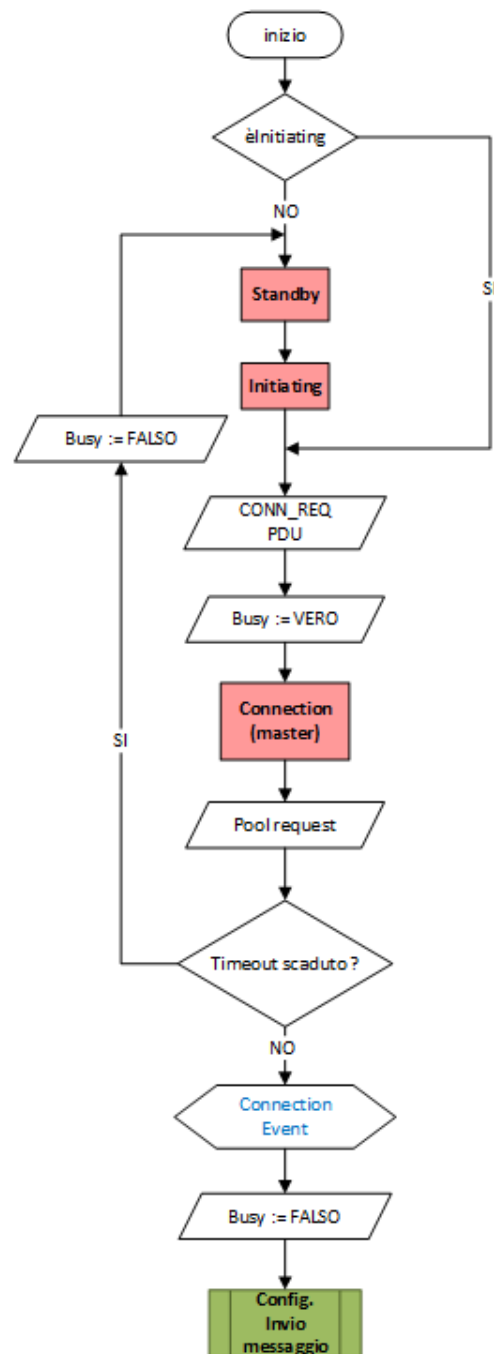 inizio
èInitiating
NO
SI
Standby
Initiating
Busy := FALSO
CONN_REQ
PDU
Busy := VERO
Connection
(master)
SI
Pool request
Timeout scaduto ?
NO
Connection
Event
Busy := FALSO
Config.
Invio
messaggio